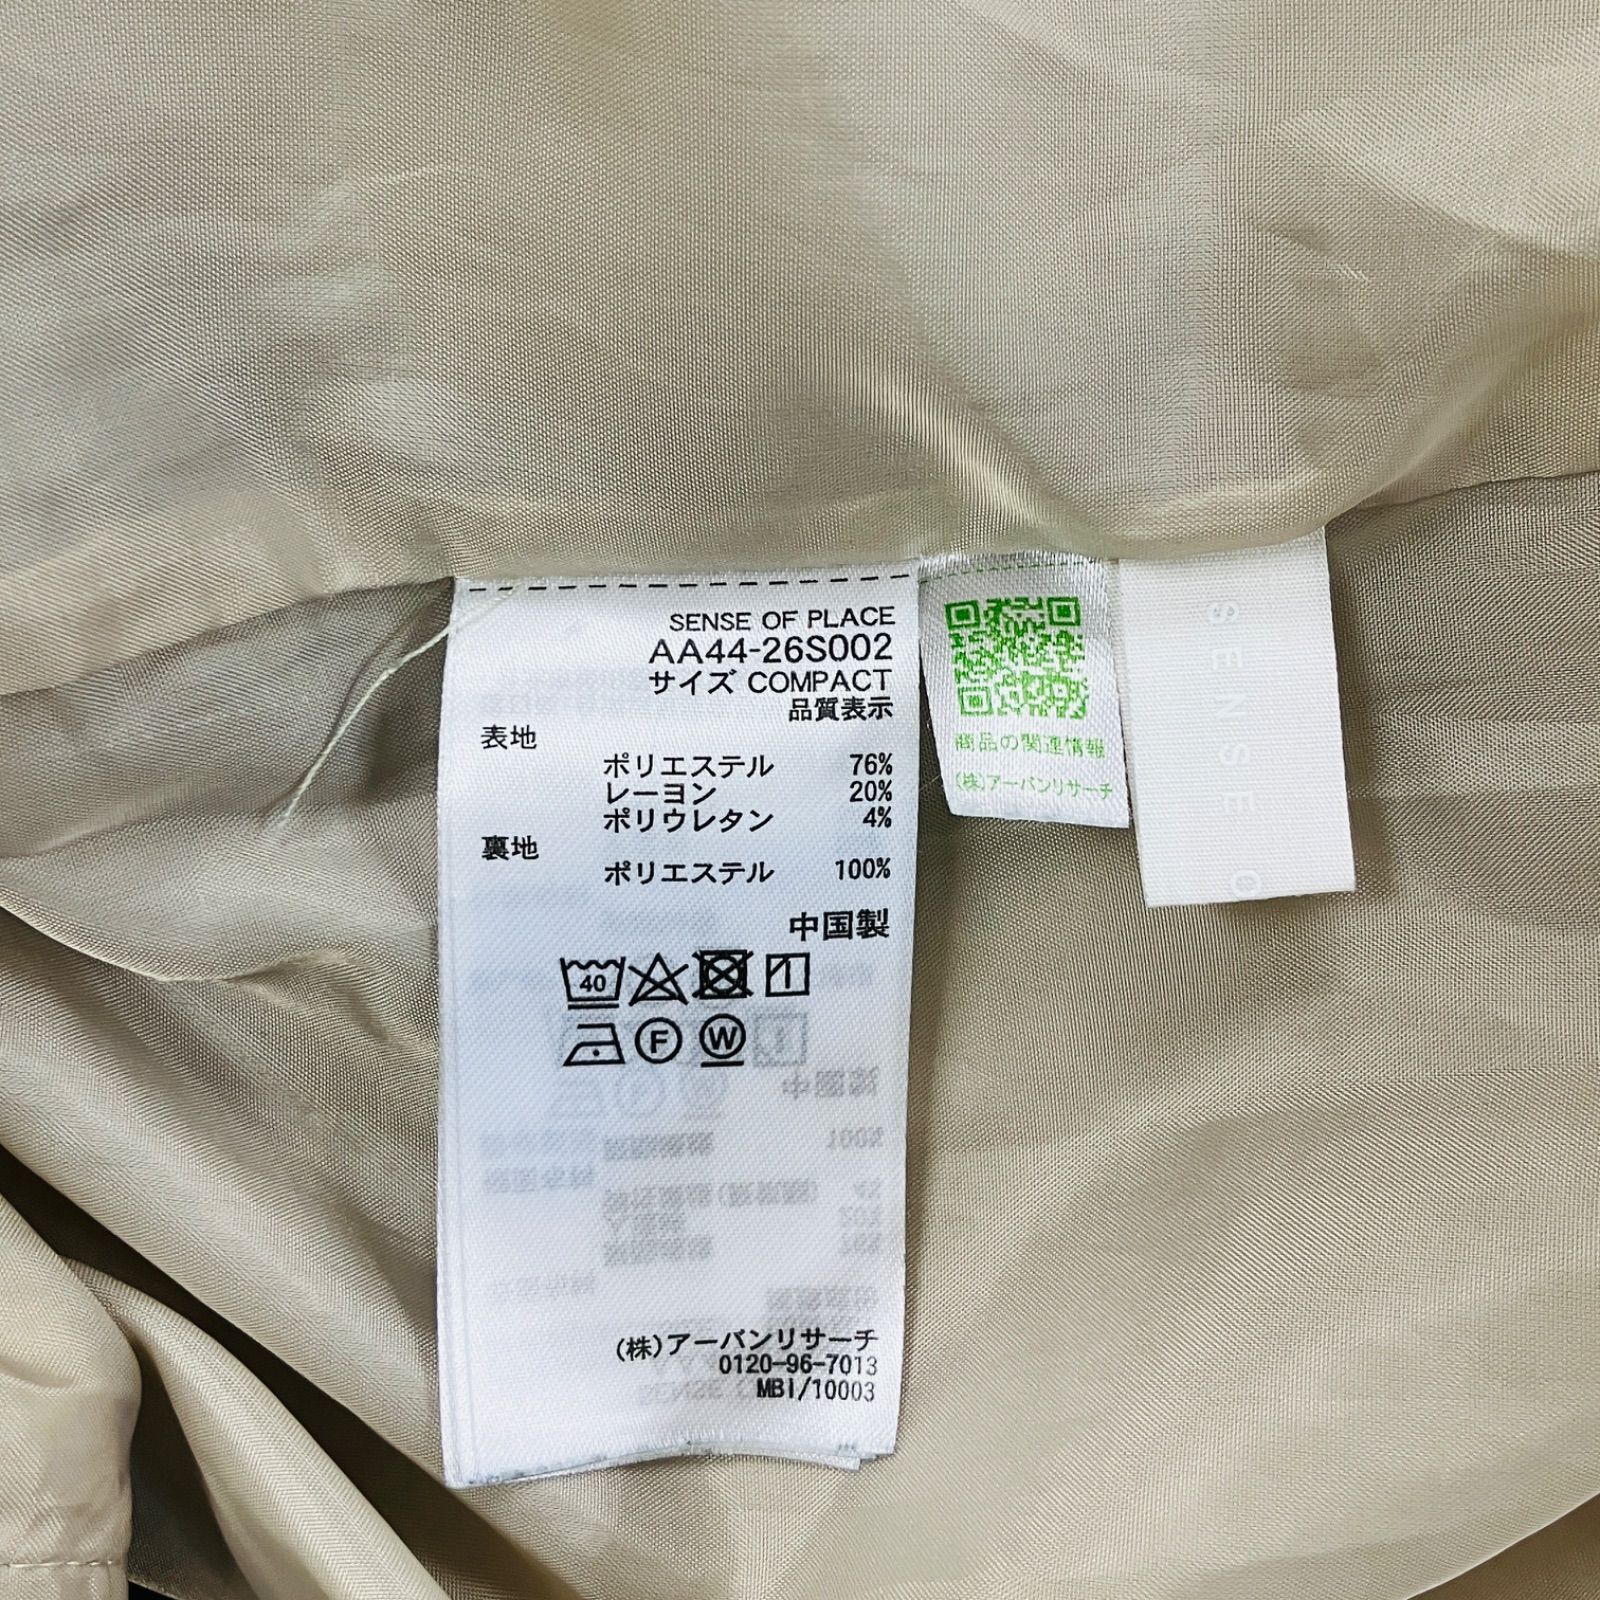 SENSE OF PLACE
AA44-26S002
サイズ COMPACT
品質表示
表地
ポリエステル 76%
レーヨン 20%
ポリウレタン 4%
裏地
ポリエステル 100%
中国製
40
F W
(株)アーバンリサーチ
0120-96-7013
MBI/10003
商品の関連情報
(株)アーバンリサーチ
SENSE O